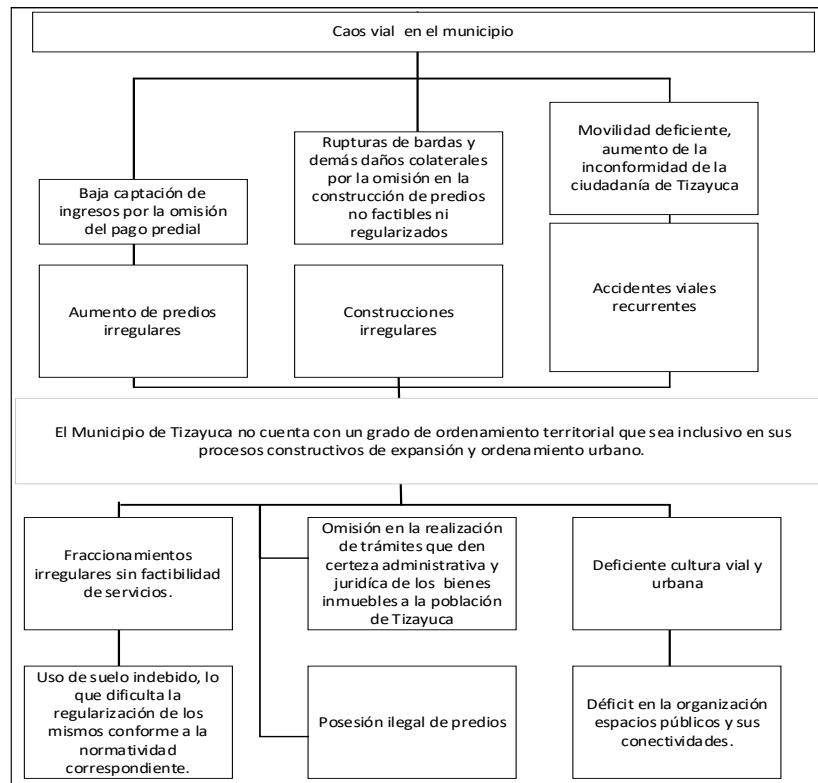 Caos vial en el municipio
Baja captación de
ingresos por la omisión
del pago predial
Rupturas de bardas y
demás daños colaterales
por la omisión en la
construcción de predios
no factibles ni
regularizados
Movilidad deficiente,
aumento de la
inconformidad de la
ciudadanía de Tizayuca
Aumento de predios
irregulares
Construcciones
irregulares
Accidentes viales
recurrentes
El Municipio de Tizayuca no cuenta con un grado de ordenamiento territorial que sea inclusivo en sus
procesos constructivos de expansión y ordenamiento urbano.
Fraccionamientos
irregulares sin factibilidad
de servicios.
Omisión en la realización
de trámites que den
certeza administrativa y
juridíca de los bienes
inmuebles a la población
de Tizayuca
Deficiente cultura vial y
urbana
Uso de suelo indebido, lo
que dificulta la
regularización de los
mismos conforme a la
normatividad
correspondiente.
Posesión ilegal de predios
Déficit en la organización
espacios públicos y sus
conectividades.